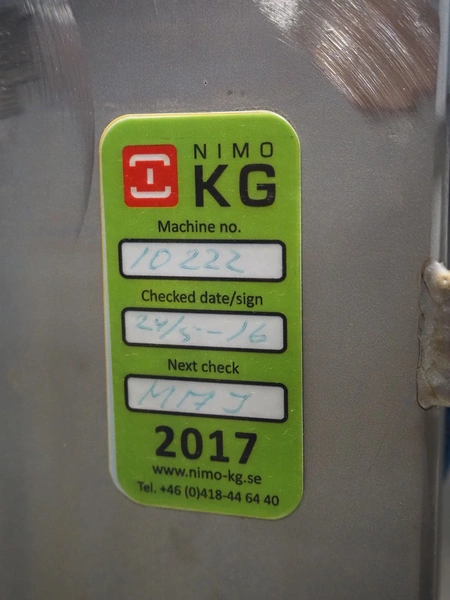 NIMO
KG
Machine no.
10222
Checked date/sign
24/5-16
Next check
MAJ
2017
www.nimo-kg.se
Tel. +46 (0)418-44 64 40